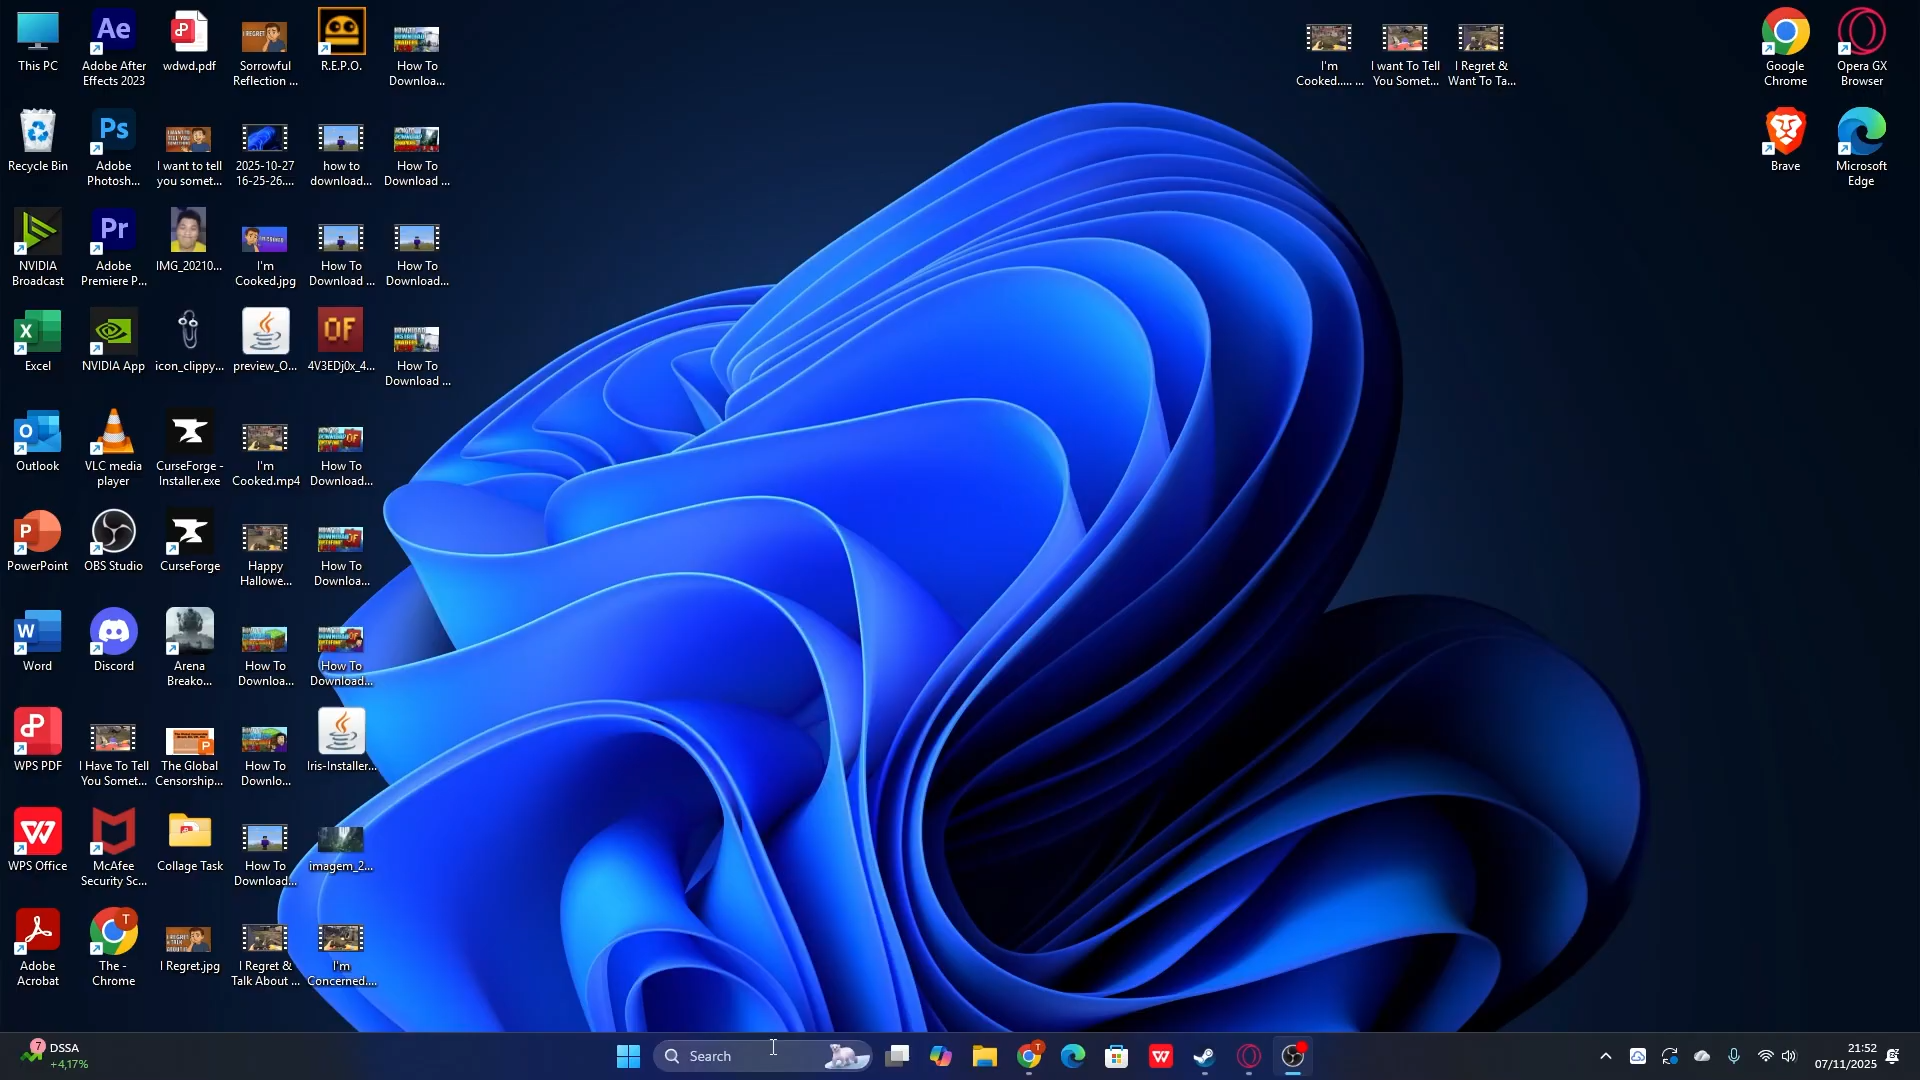 This PC
Adobe After
Effects 2023
wdwd.pdf
Sorrowful
Reflection ...
R.E.P.O.
How To
Downloa...
I'm
Cooked..... ...
I want To Tell
You Somet...
I Regret &
Want To Ta...
Google
Chrome
Opera GX
Browser
Recycle Bin
Adobe
Photosh...
I want to tell
you somet...
2025-10-27
16-25-26....
how to
download...
How To
Download ...
Brave
Microsoft
Edge
NVIDIA
Broadcast
Adobe
Premiere P...
IMG_20210...
I'm
Cooked.jpg
How To
Download ...
How To
Download...
Excel
NVIDIA App
icon_clippy...
preview_O...
4V3EDj0x_4...
How To
Download ...
Outlook
VLC media
player
CurseForge -
Installer.exe
I'm
Cooked.mp4
How To
Download...
PowerPoint
OBS Studio
CurseForge
Happy
Hallowe...
How To
Downloa...
Word
Discord
Arena
Breako...
How To
Downloa...
How To
Download...
WPS PDF
I Have To Tell
You Somet...
The Global
Censorship...
How To
Downlo...
Iris-Installer...
WPS Office
McAfee
Security Sc...
Collage Task
How To
Download...
imagem_2...
Adobe
Acrobat
The -
Chrome
I Regret.jpg
I Regret &
Talk About ...
I'm
Concerned....
7
DSSA
+4,17%
Search
21:52
07/11/2025